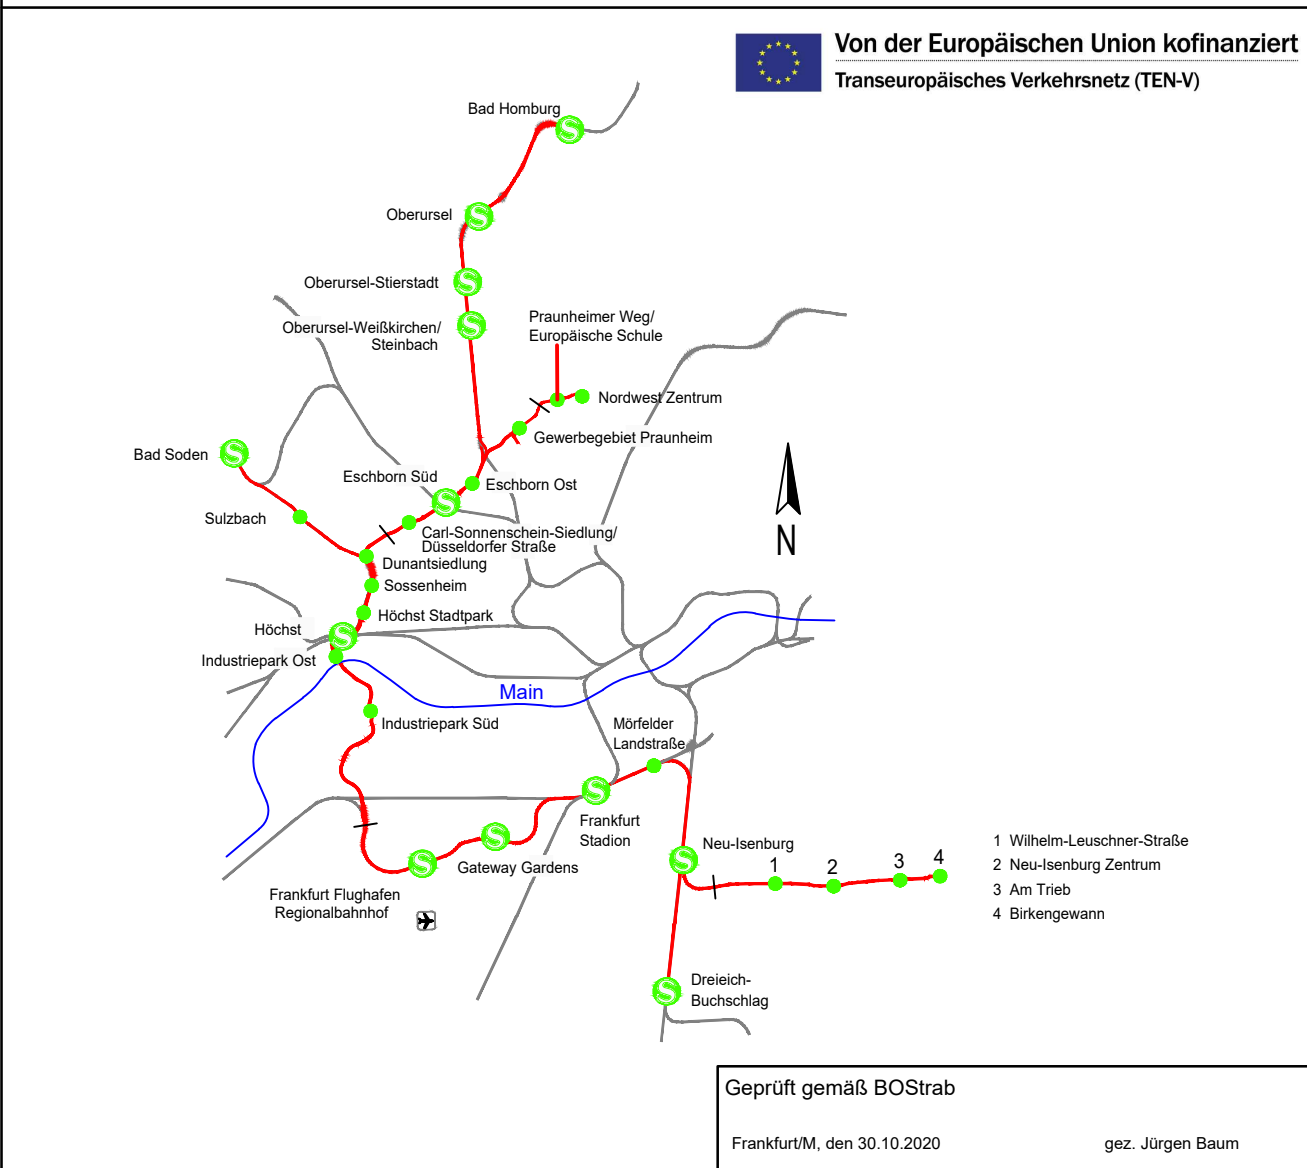 Von der Europäischen Union kofinanziert
Transeuropäisches Verkehrsnetz (TEN-V)
Bad Homburg
S
Oberursel
S
Oberursel-Stierstadt
S
Oberursel-Weißkirchen/
Steinbach
S
Praunheimer Weg/
Europäische Schule
Nordwest Zentrum
Gewerbegebiet Praunheim
Bad Soden
S
Eschborn Süd
S
Eschborn Ost
Sulzbach
Carl-Sonnenschein-Siedlung/
Düsseldorfer Straße
Dunantsiedlung
Sossenheim
Höchst Stadtpark
Höchst
S
Industriepark Ost
Main
Industriepark Süd
Mörfelder
Landstraße
N
S
Frankfurt
Stadion
S
Gateway Gardens
S
Frankfurt Flughafen
Regionalbahnhof
S
Neu-Isenburg
1
2
3
4
1 Wilhelm-Leuschner-Straße
2 Neu-Isenburg Zentrum
3 Am Trieb
4 Birkengewann
S
Dreieich-
Buchschlag
Geprüft gemäß BOStrab
Frankfurt/M, den 30.10.2020 gez. Jürgen Baum